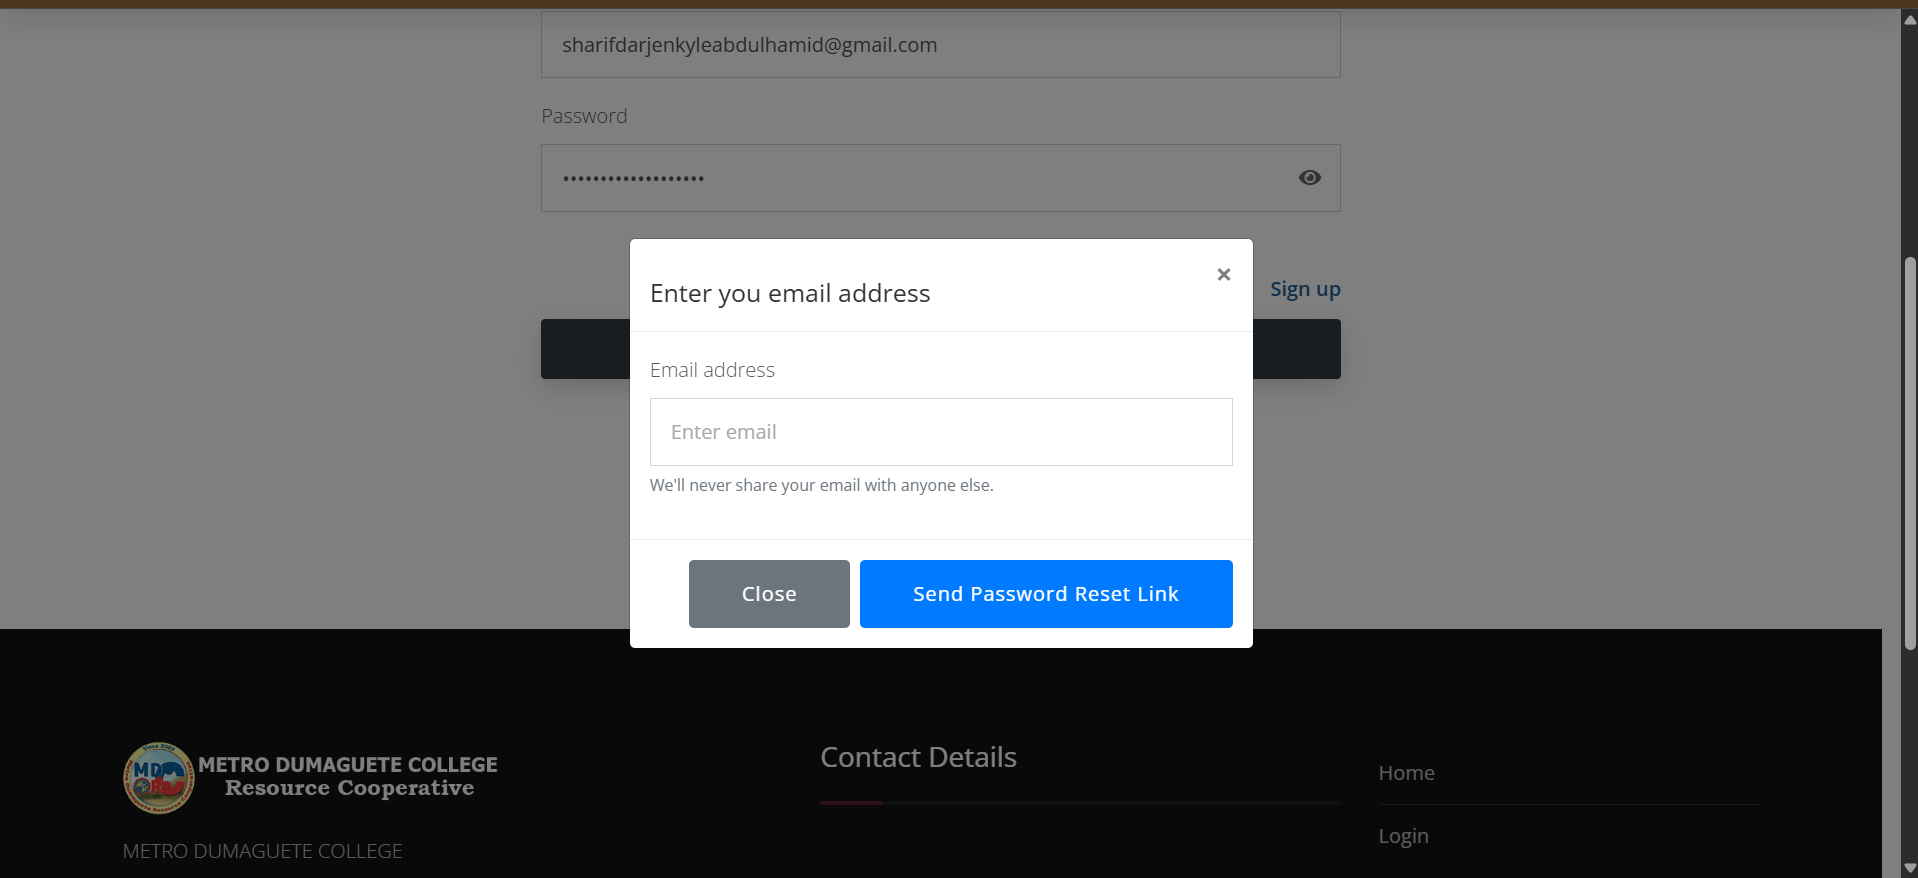 sharifdarjenkyleabdulhamid@gmail.com
Password
•••••••••••••••••••
Enter you email address
×
Sign up
Email address
Enter email
We'll never share your email with anyone else.
Close
Send Password Reset Link
Since 2009
MD
METRO DUMAGUETE COLLEGE
Resource Cooperative
METRO DUMAGUETE COLLEGE
Contact Details
Home
Login